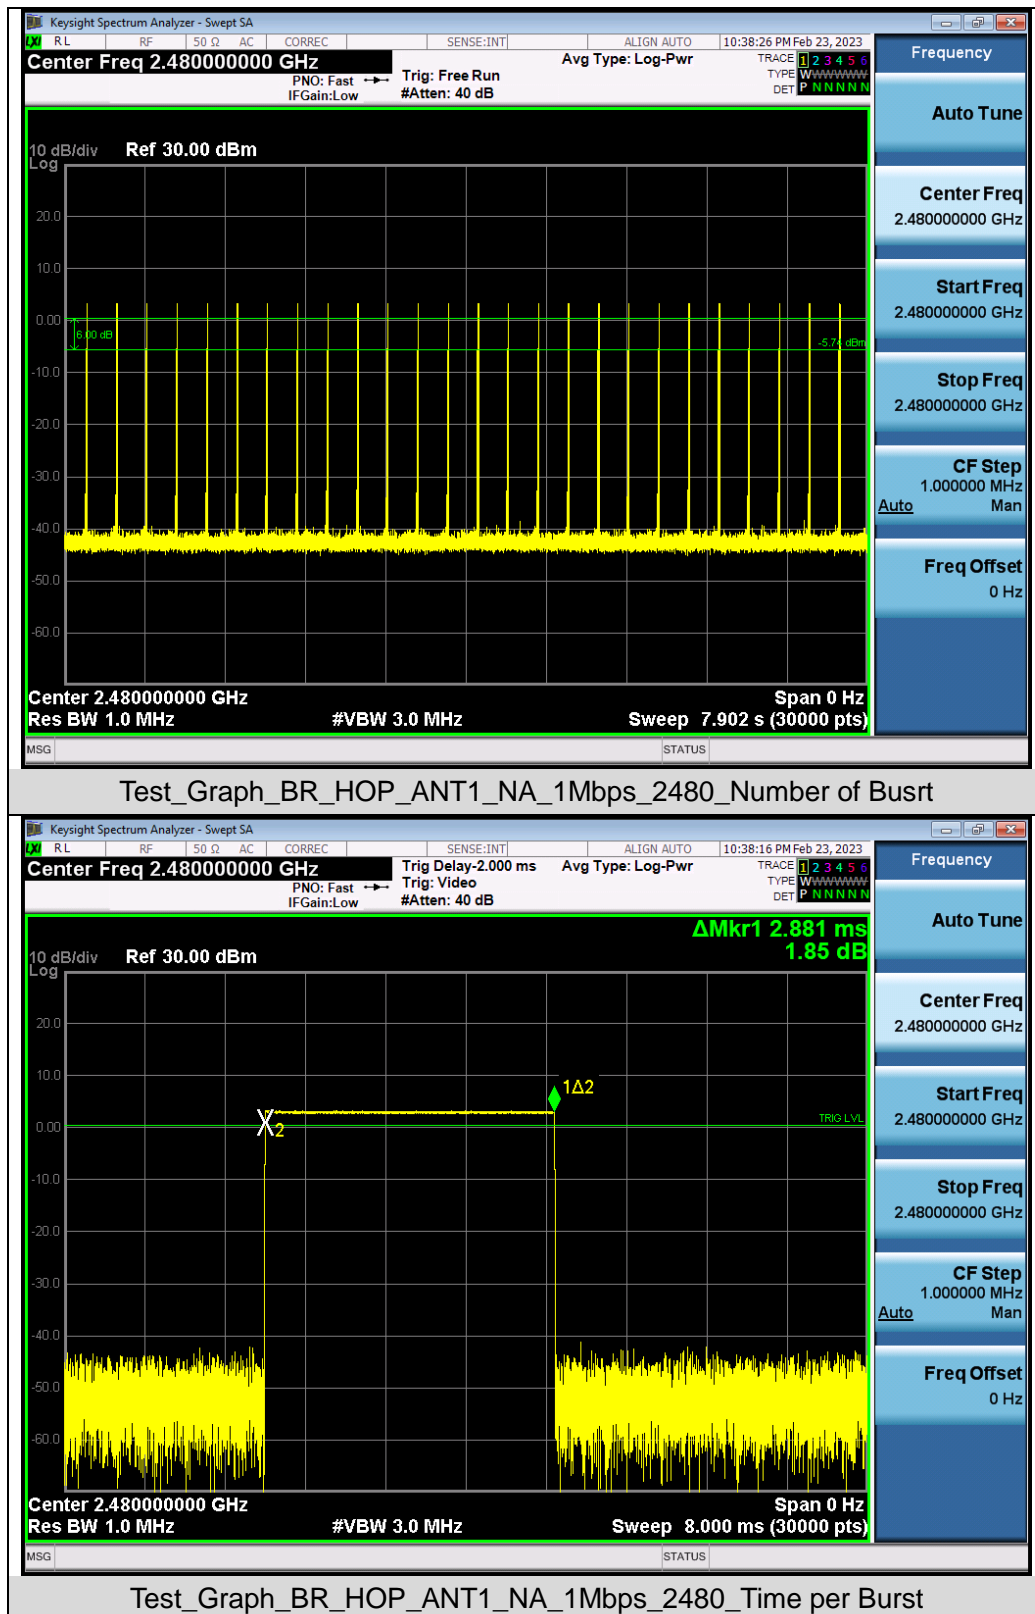 Keysight Spectrum Analyzer - Swept SA
LXI RL RF 50 Ω AC CORREC SENSE:INT ALIGN AUTO 10:38:26 PM Feb 23, 2023
Center Freq 2.480000000 GHz
PNO: Fast
IFGain:Low
Trig: Free Run
#Atten: 40 dB
Avg Type: Log-Pwr
TRACE 1 2 3 4 5 6
TYPE WWWWWW
DET P N N N N N
10 dB/div Ref 30.00 dBm
Log
20.0
10.0
0.00
6.00 dB
-5.74 dBm
-10.0
-20.0
-30.0
-40.0
-50.0
-60.0
Center 2.480000000 GHz Span 0 Hz
Res BW 1.0 MHz #VBW 3.0 MHz Sweep 7.902 s (30000 pts)
MSG STATUS
Frequency
Auto Tune
Center Freq
2.480000000 GHz
Start Freq
2.480000000 GHz
Stop Freq
2.480000000 GHz
CF Step
1.000000 MHz
Auto Man
Freq Offset
0 Hz
Test_Graph_BR_HOP_ANT1_NA_1Mbps_2480_Number of Busrt
Keysight Spectrum Analyzer - Swept SA
LXI RL RF 50 Ω AC CORREC SENSE:INT ALIGN AUTO 10:38:16 PM Feb 23, 2023
Center Freq 2.480000000 GHz
PNO: Fast
IFGain:Low
Trig Delay-2.000 ms
Trig: Video
#Atten: 40 dB
Avg Type: Log-Pwr
TRACE 1 2 3 4 5 6
TYPE WWWWWW
DET P N N N N N
ΔMkr1 2.881 ms
1.85 dB
10 dB/div Ref 30.00 dBm
Log
20.0
10.0
1Δ2
TRIG LVL
0.00
2
-10.0
-20.0
-30.0
-40.0
-50.0
-60.0
Center 2.480000000 GHz Span 0 Hz
Res BW 1.0 MHz #VBW 3.0 MHz Sweep 8.000 ms (30000 pts)
MSG STATUS
Frequency
Auto Tune
Center Freq
2.480000000 GHz
Start Freq
2.480000000 GHz
Stop Freq
2.480000000 GHz
CF Step
1.000000 MHz
Auto Man
Freq Offset
0 Hz
Test_Graph_BR_HOP_ANT1_NA_1Mbps_2480_Time per Burst